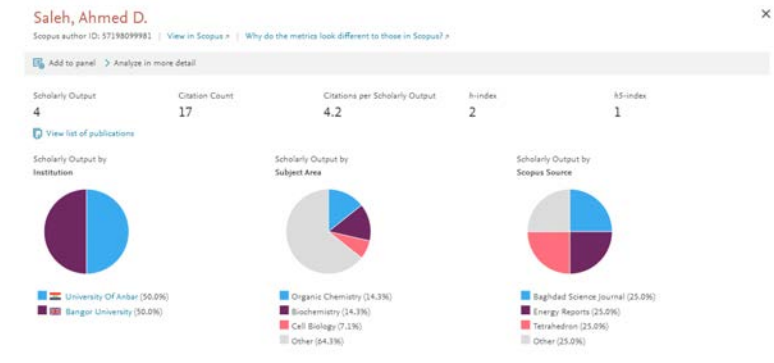 Saleh, Ahmed D.
Scopus author ID: 57198099981 | View in Scopus > | Why do the metrics look different to those in Scopus? >
Add to panel > Analyze in more detail
Scholarly Output Citation Count Citations per Scholarly Output h-index h5-index
4 17 4.2 2 1
View list of publications
Scholarly Output by Scholarly Output by Scholarly Output by
Institution Subject Area Scopus Source
University Of Anbar (50.0%) Organic Chemistry (14.3%) Baghdad Science Journal (25.0%)
Bangor University (50.0%) Biochemistry (14.3%) Energy Reports (25.0%)
Cell Biology (7.1%) Tetrahedron (25.0%)
Other (64.3%) Other (25.0%)